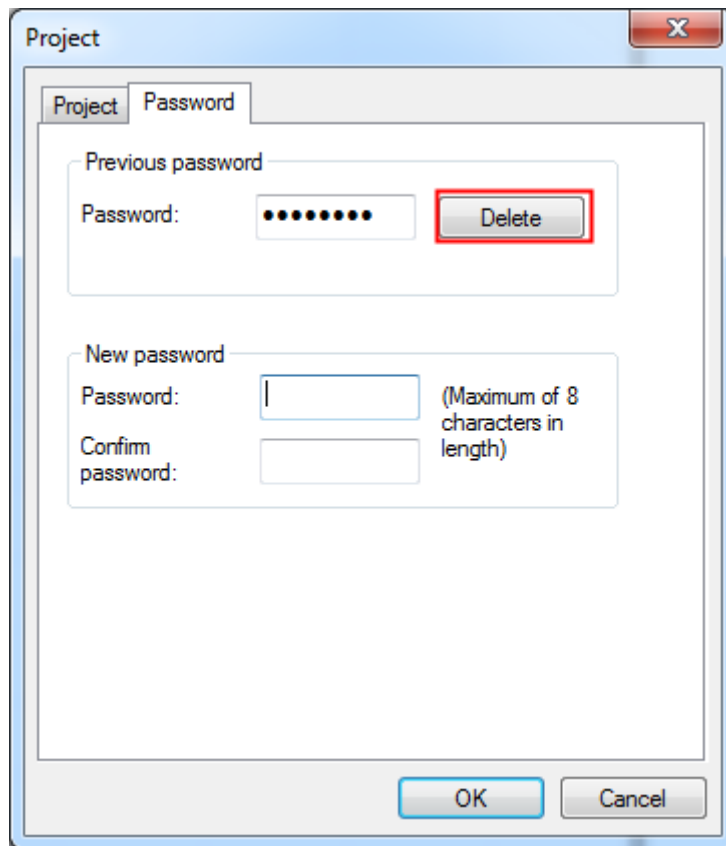 Project
Project
Password
Previous password
Password:
••••••••
Delete
New password
Password:
(Maximum of 8
characters in
length)
Confirm
password:
OK
Cancel